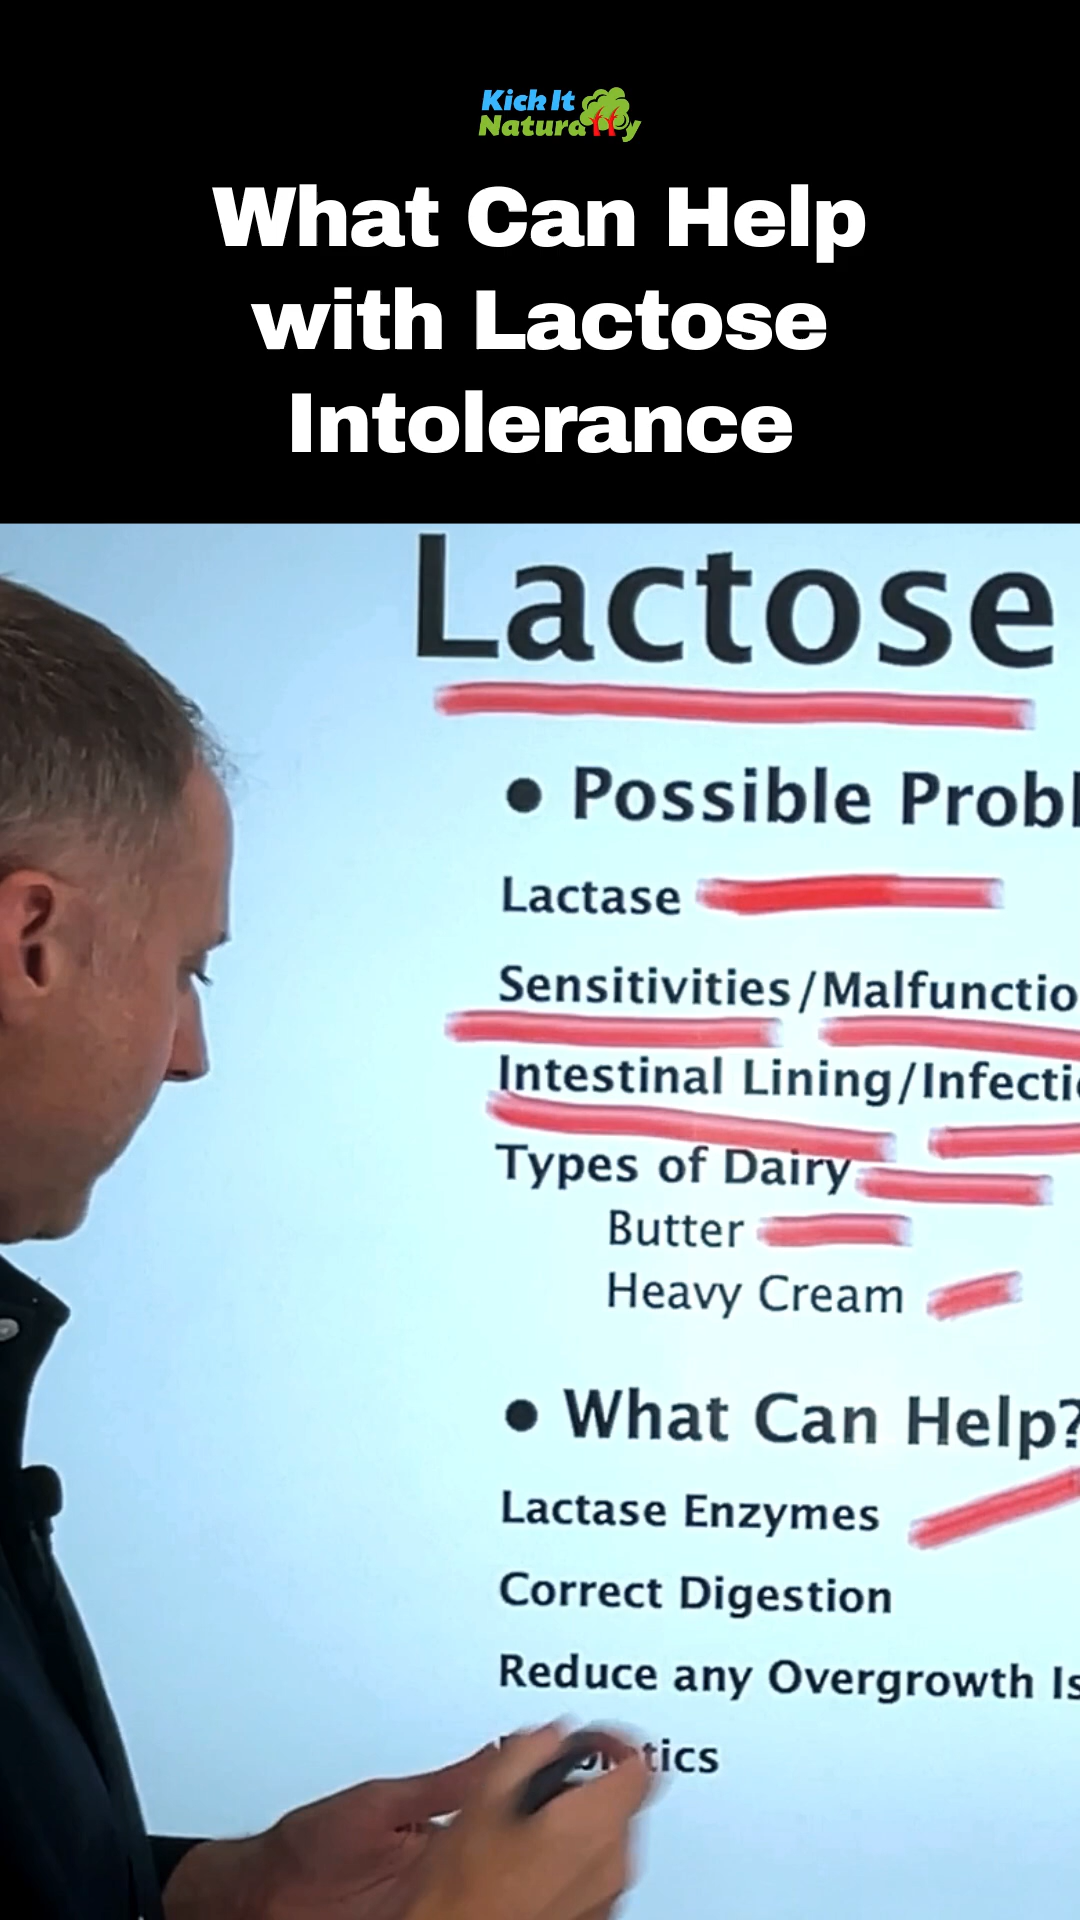 Kick It
Naturally
What Can Help
with Lactose
Intolerance
Lactose
• Possible Probl
Lactase
Sensitivities/Malfunctio
Intestinal Lining/Infecti
Types of Dairy
Butter
Heavy Cream
• What Can Help?
Lactase Enzymes
Correct Digestion
Reduce any Overgrowth Is
tics